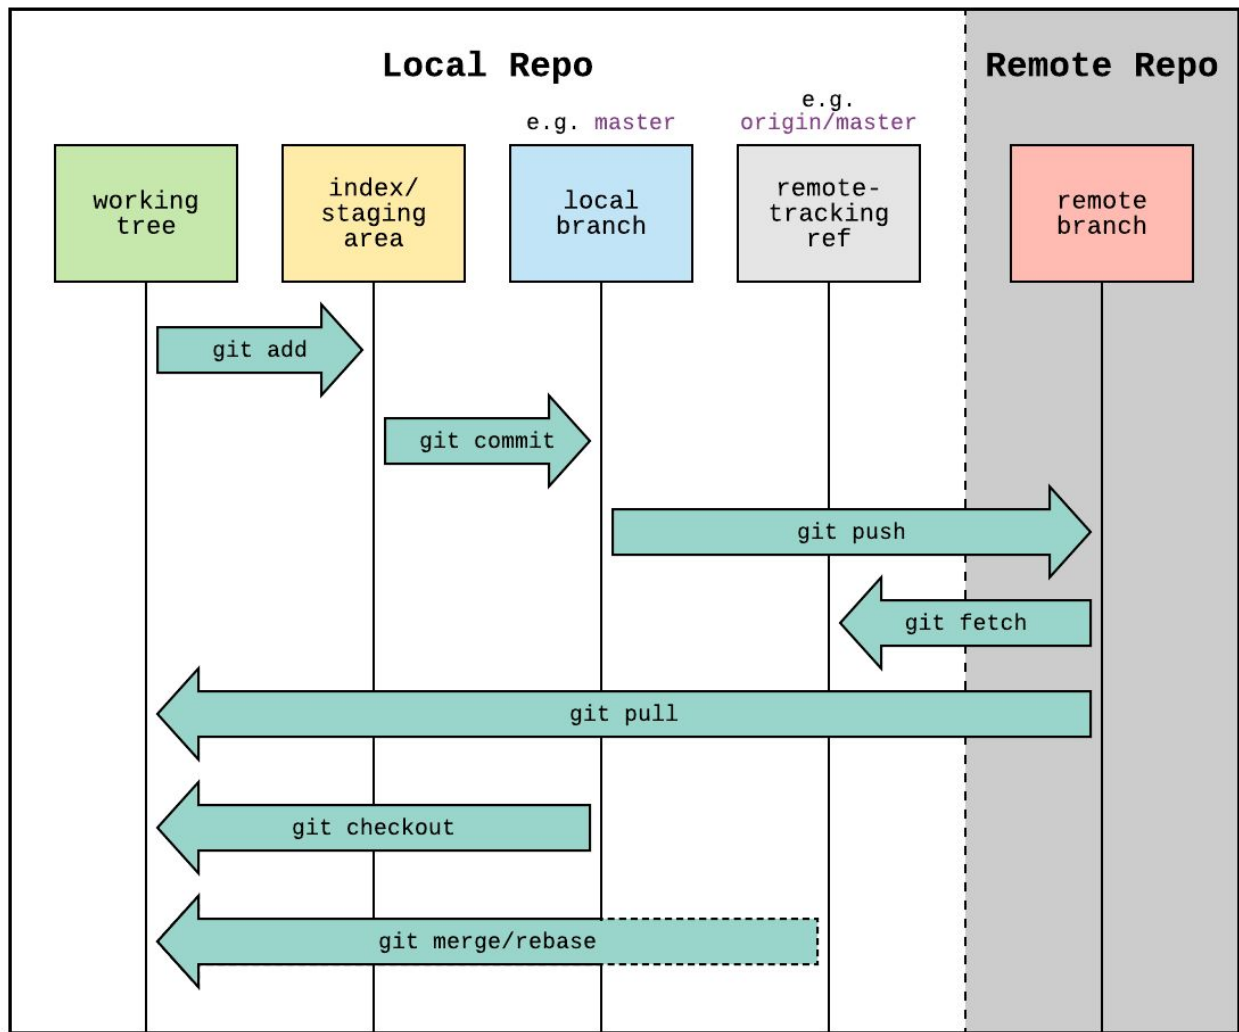 Local Repo
Remote Repo
e.g. master
e.g.
origin/master
working
tree
index/
staging
area
local
branch
remote-
tracking
ref
remote
branch
git add
git commit
git push
git fetch
git pull
git checkout
git merge/rebase